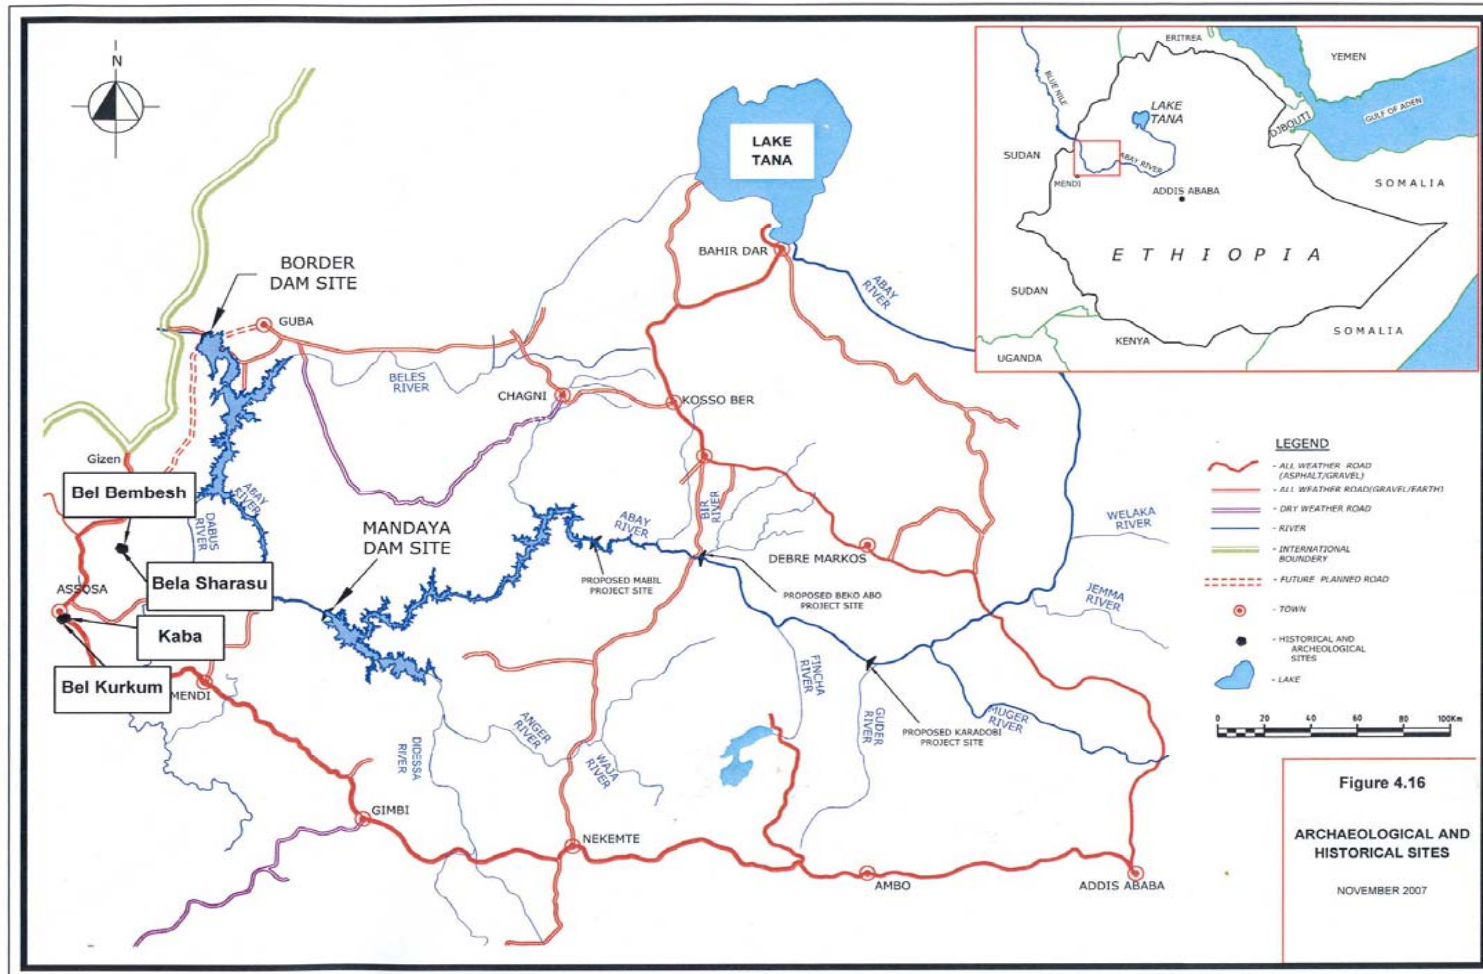 N
LAKE
TANA
BORDER
DAM SITE
GUBA
BAHIR DAR
ABAY
RIVER
BELES
RIVER
CHAGNI
KOSSO BER
Gizen
Bel Bembesh
ABAY
RIVER
DABUS
RIVER
MANDAYA
DAM SITE
ABAY
RIVER
BIR
RIVER
DEBRE MARKOS
WELAKA
RIVER
Bela Sharasu
ASSOSA
PROPOSED MABIL
PROJECT SITE
PROPOSED BEKO ABO
PROJECT SITE
JEMMA
RIVER
Kaba
Bel Kurkum
MENDI
FINCHA
RIVER
GUDER
RIVER
MUGER
RIVER
PROPOSED KARADOBI
PROJECT SITE
DIDESSA
RIVER
ANGER
RIVER
WAJA
RIVER
GIMBI
NEKEMTE
AMBO
ADDIS ABABA
ERITREA
YEMEN
BLUE NILE
LAKE
TANA
DJBOUTI
GULF OF ADEN
SUDAN
ABAY RIVER
MENDI
ADDIS ABABA
SOMALIA
ETHIOPIA
SUDAN
SOMALIA
KENYA
UGANDA
LEGEND
- ALL WEATHER ROAD
(ASPHALT/GRAVEL)
- ALL WEATHER ROAD(GRAVEL/EARTH)
- DRY WEATHER ROAD
- RIVER
- INTERNATIONAL
BOUNDARY
- FUTURE PLANNED ROAD
- TOWN
- HISTORICAL AND
ARCHEOLOGICAL
SITES
- LAKE
0 20 40 60 80 100Km
Figure 4.16
ARCHAEOLOGICAL AND
HISTORICAL SITES
NOVEMBER 2007